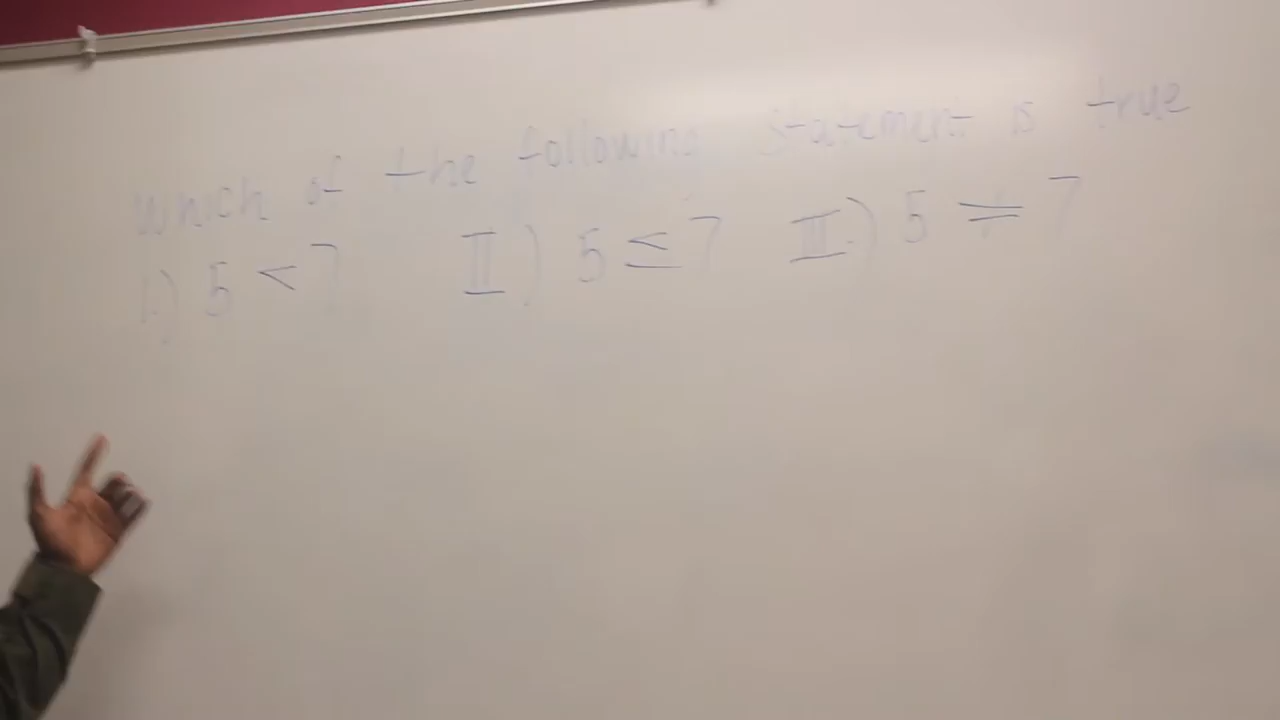 which of the following statement is true
I.) 5 < 7 II) 5 ≤ 7 III.) 5 ≠ 7